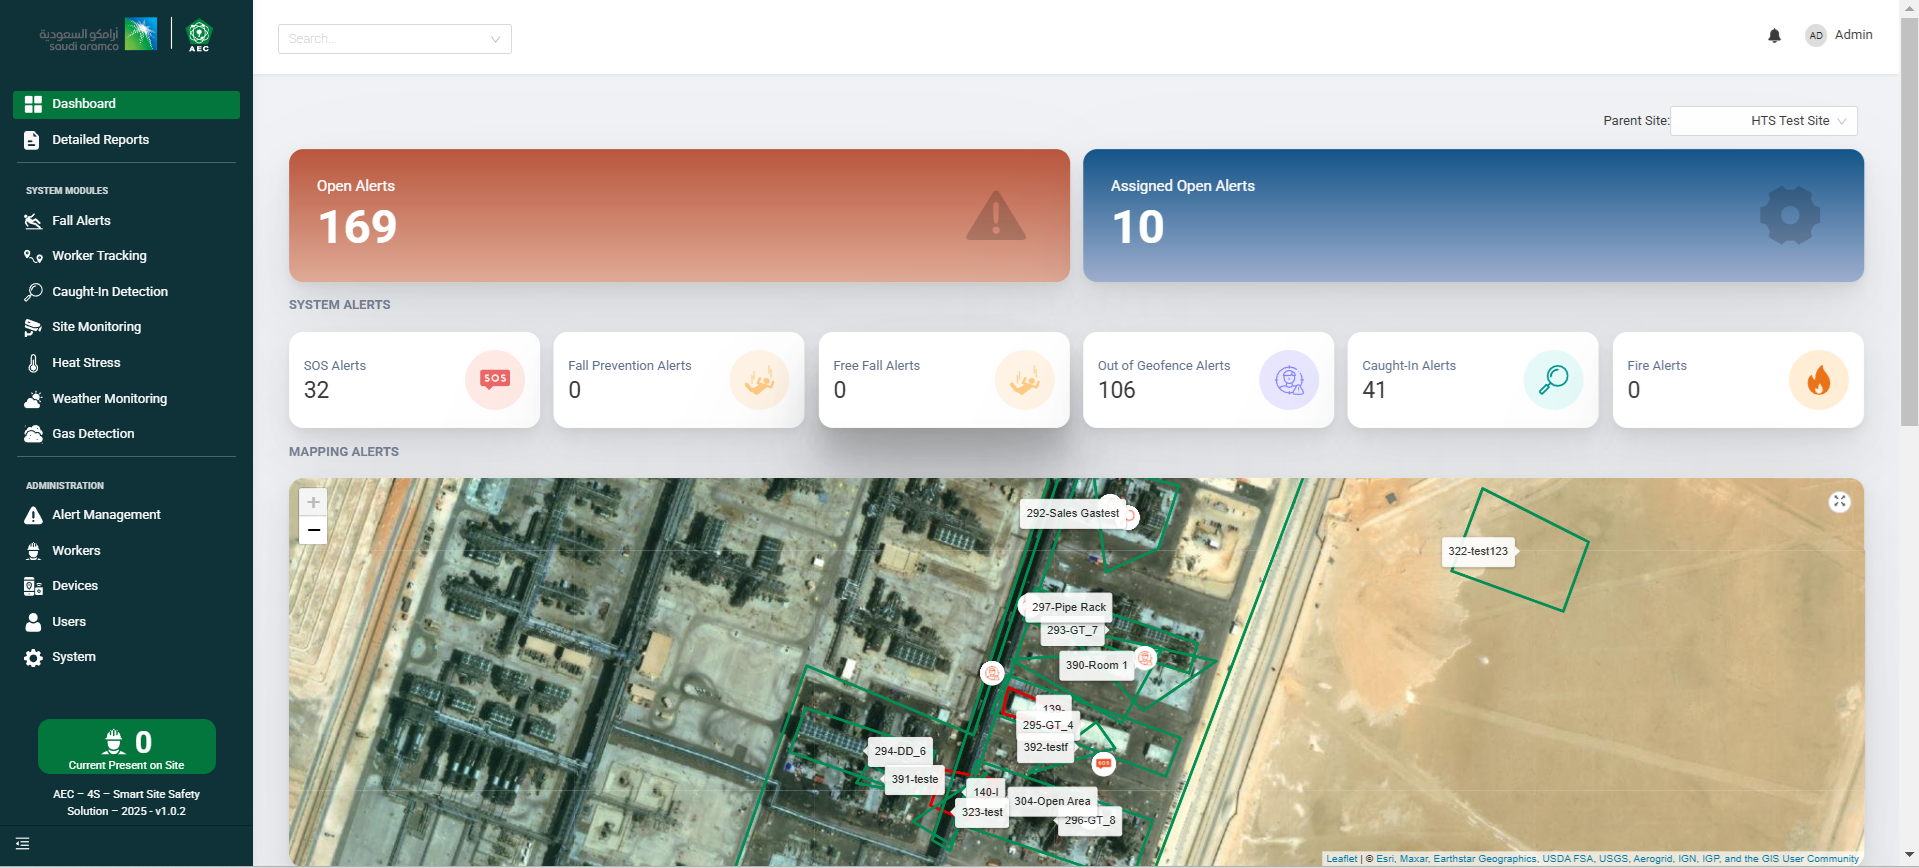 أرامكو السعودية
saudi aramco
AEC
Search...
AD Admin
Dashboard
Detailed Reports
SYSTEM MODULES
Fall Alerts
Worker Tracking
Caught-In Detection
Site Monitoring
Heat Stress
Weather Monitoring
Gas Detection
ADMINISTRATION
Alert Management
Workers
Devices
Users
System
0
Current Present on Site
AEC – 4S – Smart Site Safety
Solution – 2025 - v1.0.2
Parent Site: HTS Test Site
Open Alerts
169
Assigned Open Alerts
10
SYSTEM ALERTS
SOS Alerts
32
SOS
Fall Prevention Alerts
0
Free Fall Alerts
0
Out of Geofence Alerts
106
Caught-In Alerts
41
Fire Alerts
0
MAPPING ALERTS
+
−
292-Sales Gastest
322-test123
297-Pipe Rack
293-GT_7
390-Room 1
139-
295-GT_4
392-testf
294-DD_6
SOS
391-teste
140-I
304-Open Area
323-test
296-GT_8
Leaflet | © Esri, Maxar, Earthstar Geographics, USDA FSA, USGS, Aerogrid, IGN, IGP, and the GIS User Community